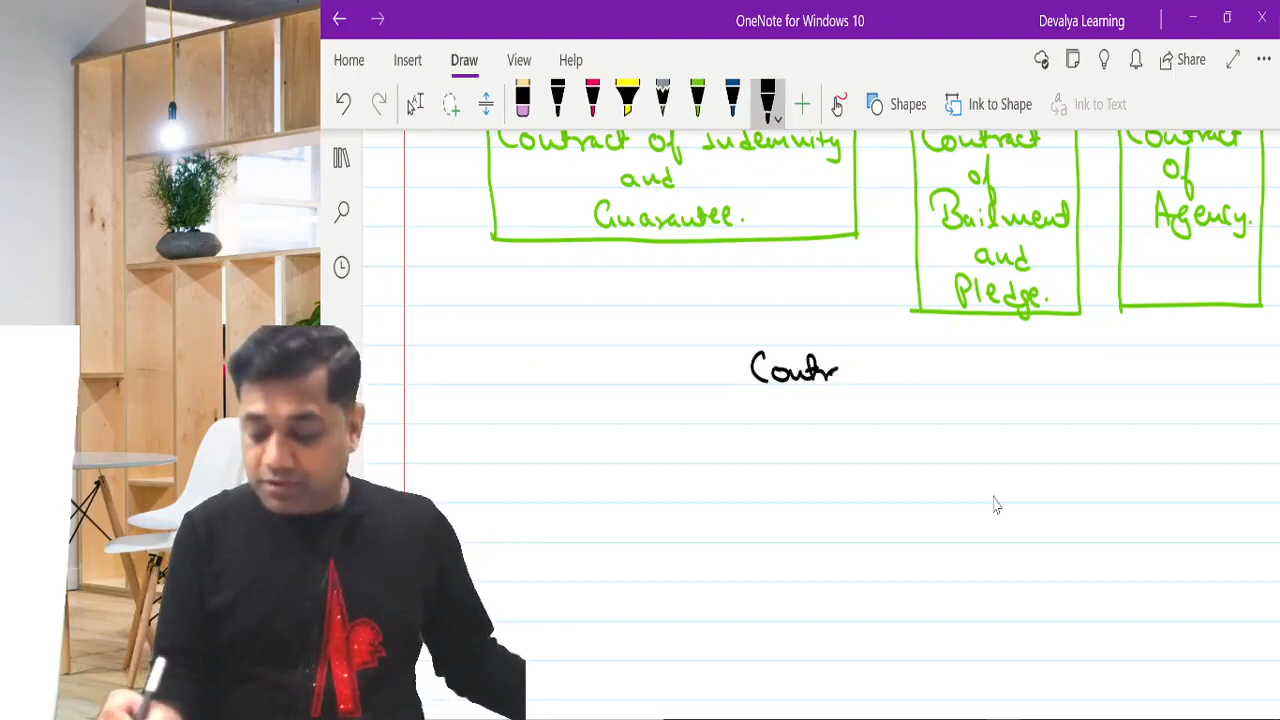 OneNote for Windows 10
Devalya Learning
Home Insert Draw View Help
Share
Shapes
Ink to Shape
Ink to Text
Contract of Indemnity
and
Guarantee.
Contract
of
Bailment
and
Pledge.
Contract
Of
Agency.
Contr